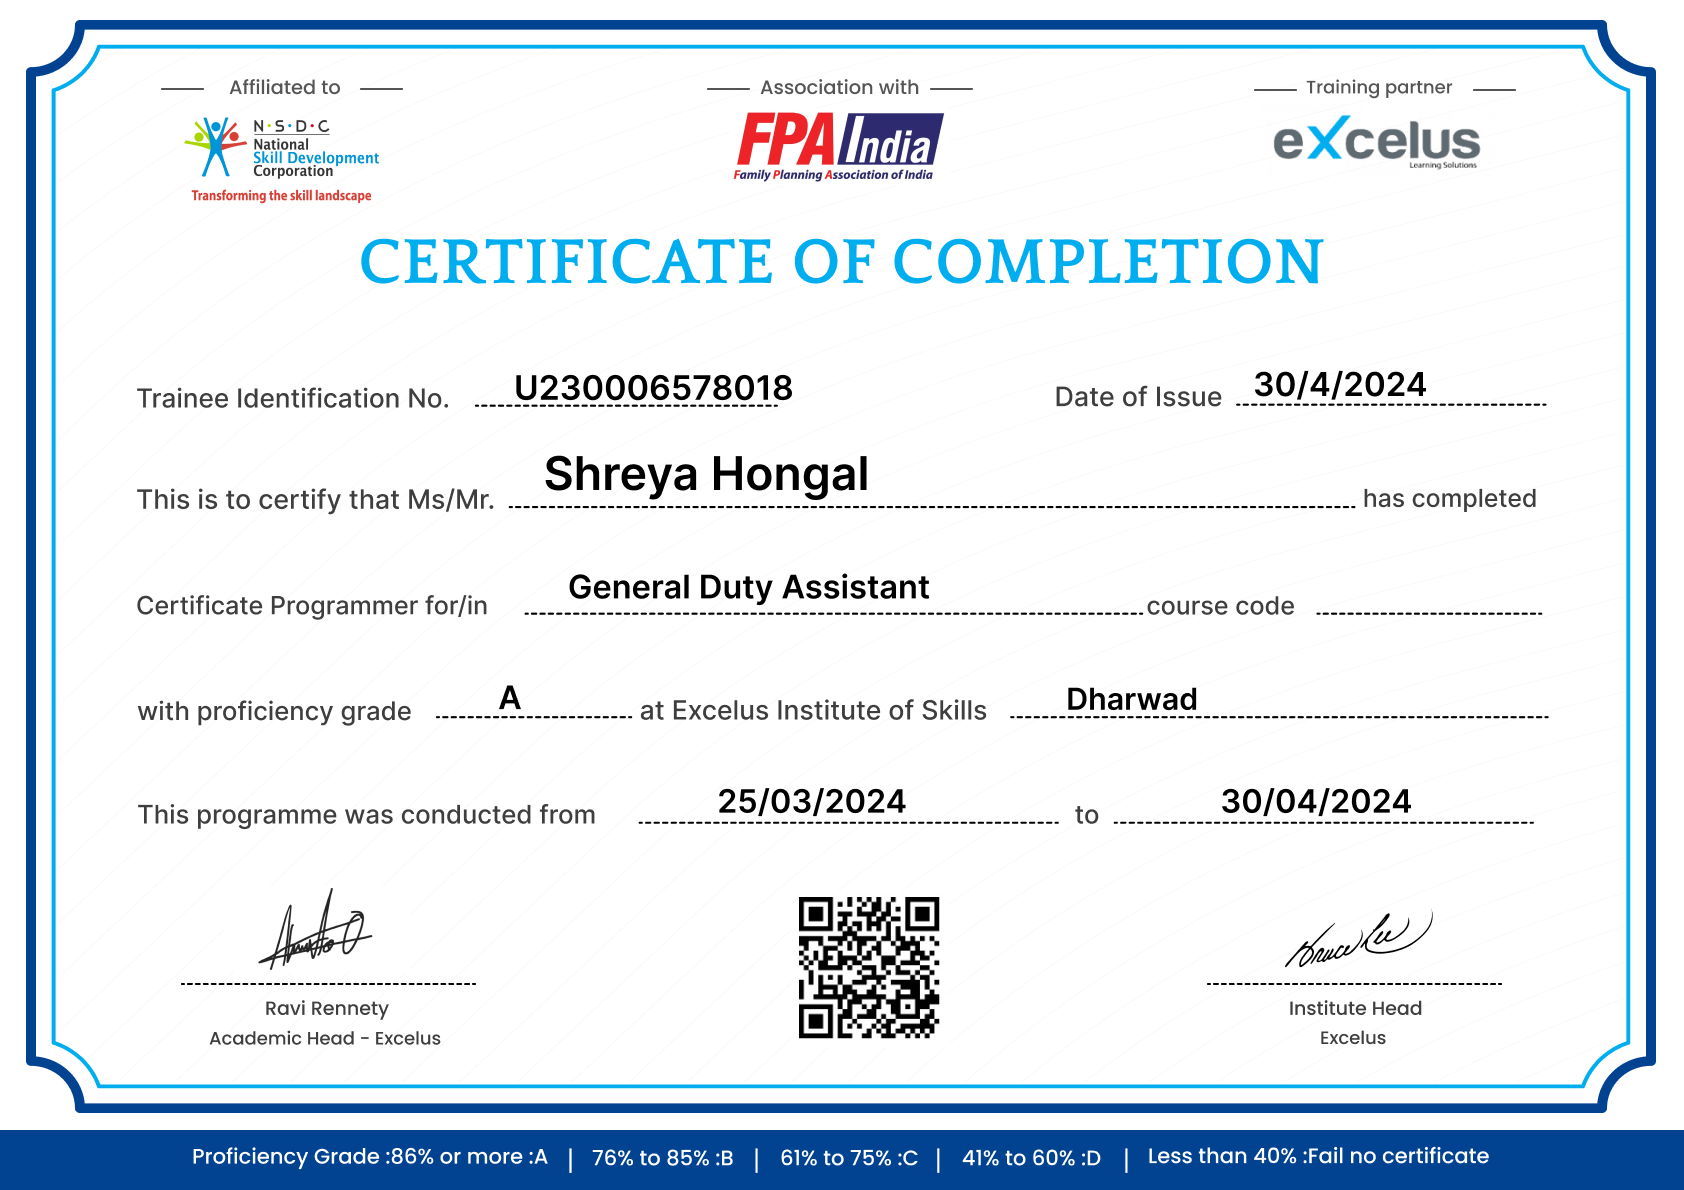 Affiliated to
Association with
Training partner
N·S·D·C
National
Skill Development
Corporation
Transforming the skill landscape
FPA India
Family Planning Association of India
excelus
Learning Solutions
CERTIFICATE OF COMPLETION
Trainee Identification No. U230006578018 Date of Issue 30/4/2024
This is to certify that Ms/Mr. Shreya Hongal has completed
Certificate Programmer for/in General Duty Assistant course code
with proficiency grade A at Excelus Institute of Skills Dharwad
This programme was conducted from 25/03/2024 to 30/04/2024
Bruce Lee
Ravi Rennety
Academic Head - Excelus
Institute Head
Excelus
Proficiency Grade :86% or more :A | 76% to 85% :B | 61% to 75% :C | 41% to 60% :D | Less than 40% :Fail no certificate